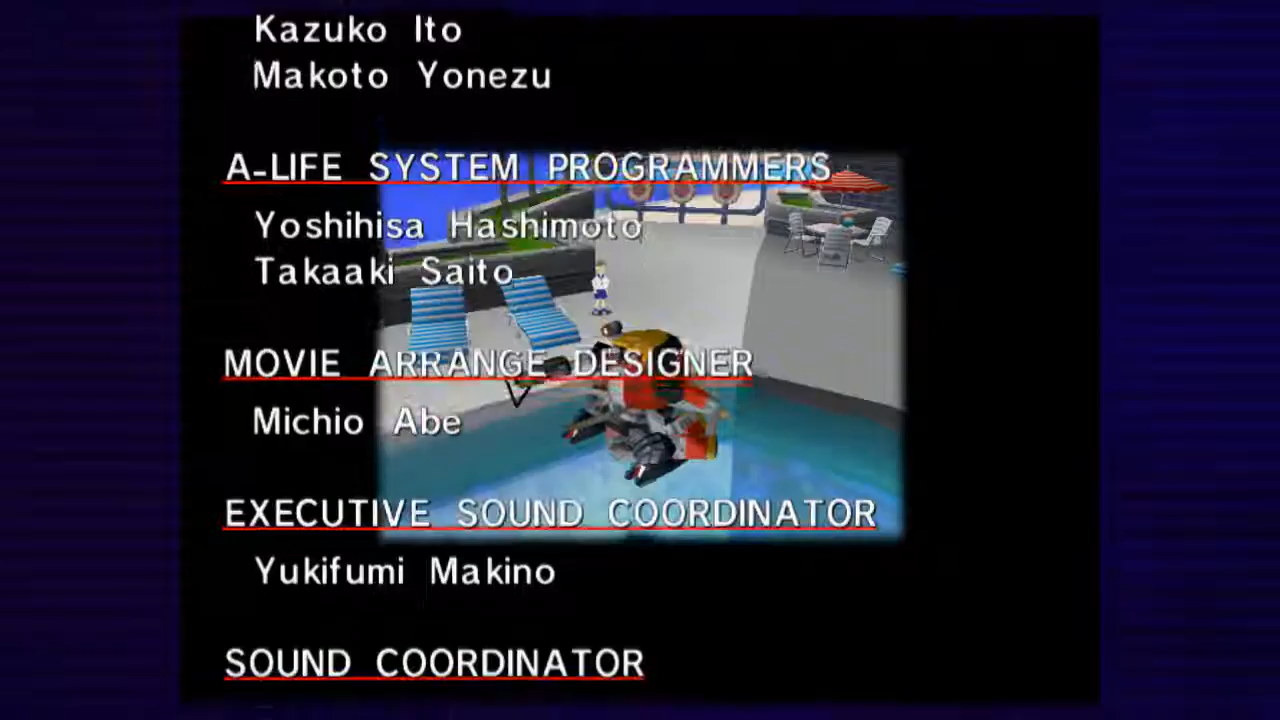 Kazuko Ito
Makoto Yonezu
A-LIFE SYSTEM PROGRAMMERS
Yoshihisa Hashimoto
Takaaki Saito
MOVIE ARRANGE DESIGNER
Michio Abe
EXECUTIVE SOUND COORDINATOR
Yukifumi Makino
SOUND COORDINATOR